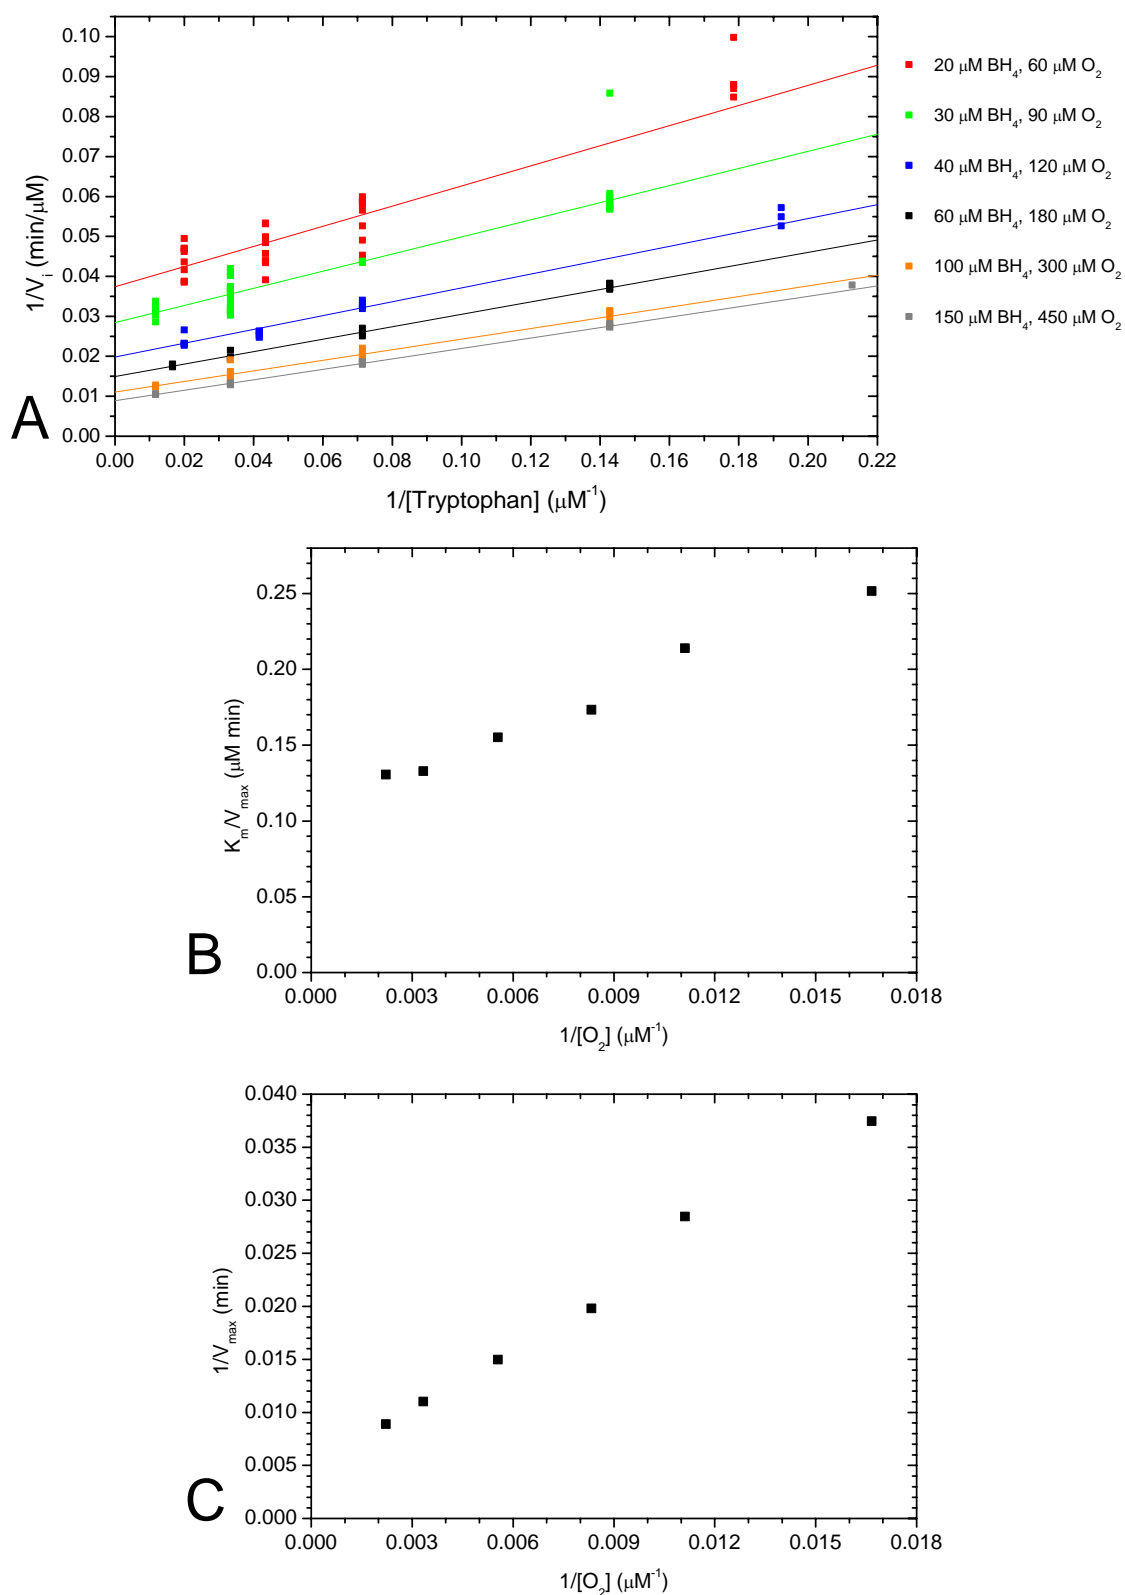 0.10
0.09
0.08
0.07
0.06
0.05
0.04
0.03
0.02
0.01
0.00
1/Vᵢ (min/μM)
0.00 0.02 0.04 0.06 0.08 0.10 0.12 0.14 0.16 0.18 0.20 0.22
1/[Tryptophan] (μM⁻¹)
A
20 μM BH₄, 60 μM O₂
30 μM BH₄, 90 μM O₂
40 μM BH₄, 120 μM O₂
60 μM BH₄, 180 μM O₂
100 μM BH₄, 300 μM O₂
150 μM BH₄, 450 μM O₂
0.25
0.20
0.15
0.10
0.05
0.00
Kₘ/Vₘₐₓ (μM min)
0.000 0.003 0.006 0.009 0.012 0.015 0.018
1/[O₂] (μM⁻¹)
B
0.040
0.035
0.030
0.025
0.020
0.015
0.010
0.005
0.000
1/Vₘₐₓ (min)
0.000 0.003 0.006 0.009 0.012 0.015 0.018
1/[O₂] (μM⁻¹)
C